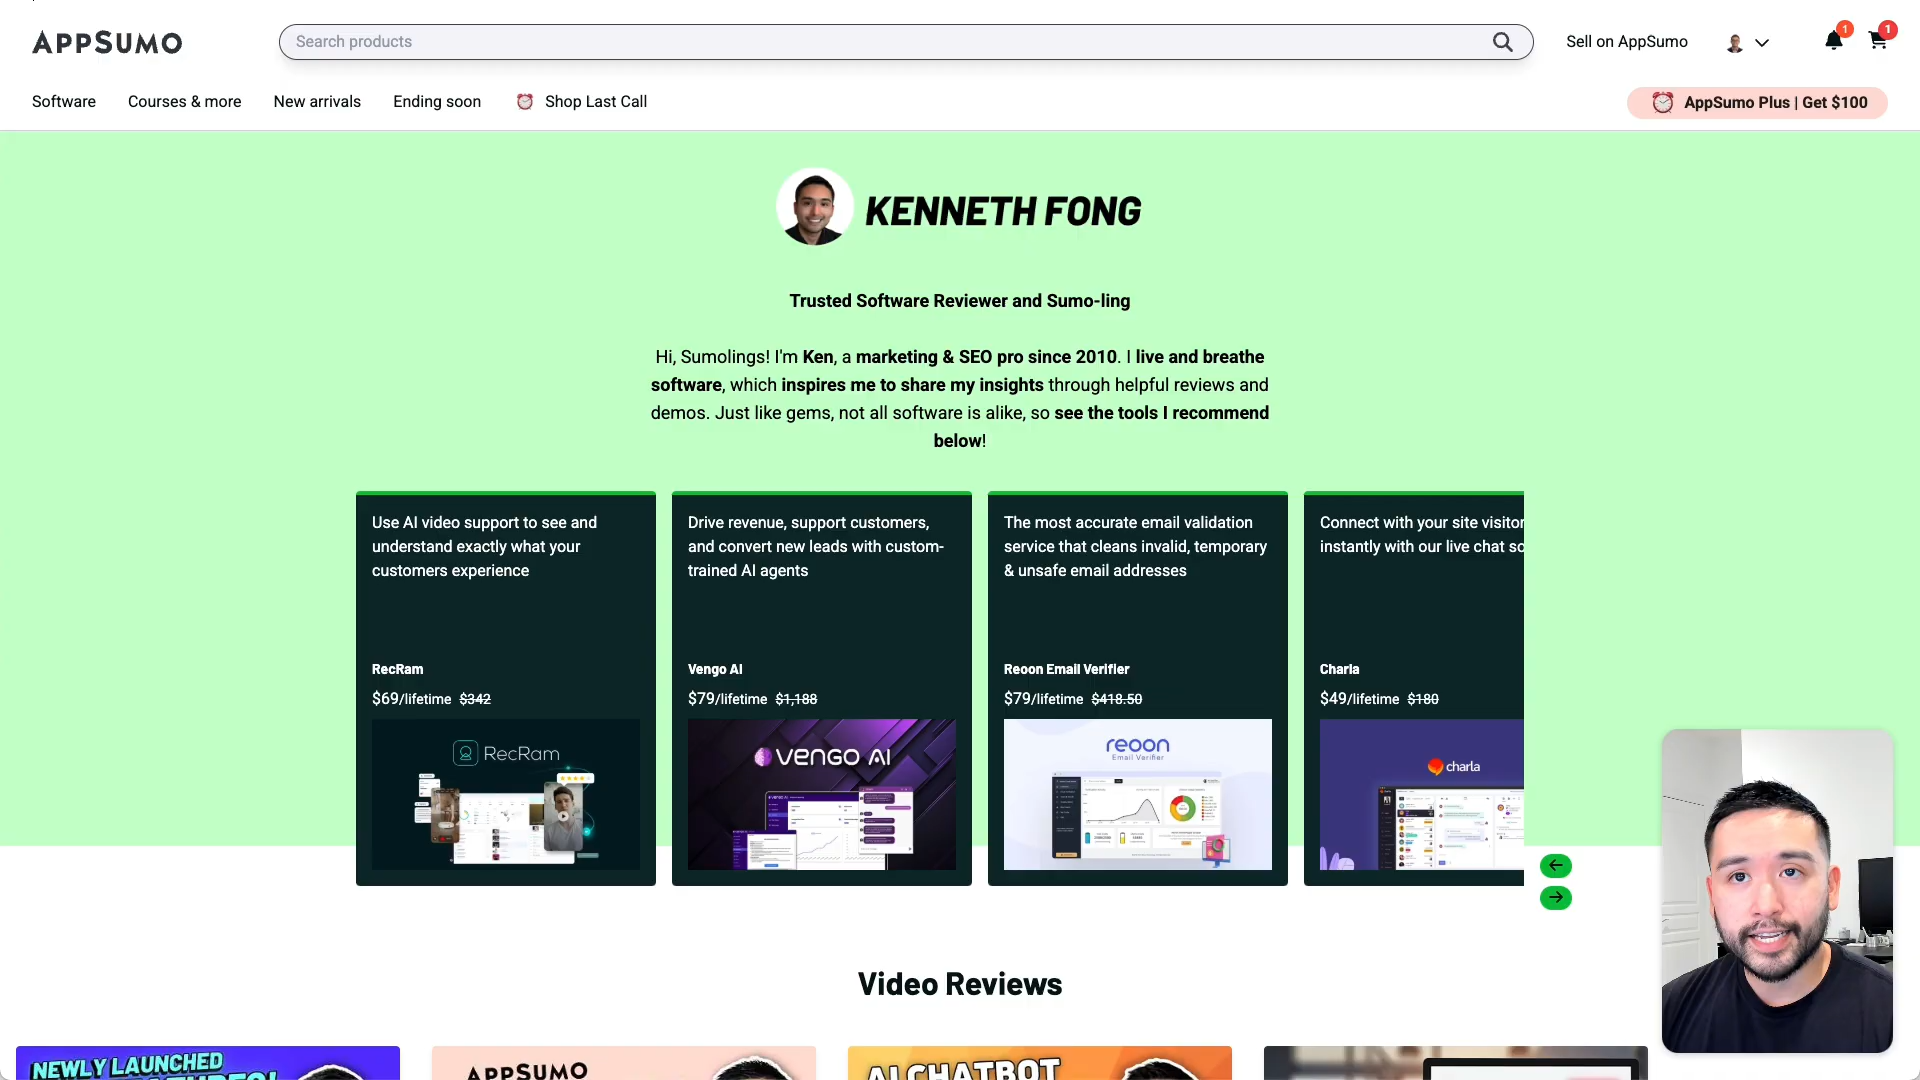 APPSUMO
Search products
Sell on AppSumo
1
1
Software
Courses & more
New arrivals
Ending soon
Shop Last Call
AppSumo Plus | Get $100
KENNETH FONG
Trusted Software Reviewer and Sumo-ling
Hi, Sumolings! I'm Ken, a marketing & SEO pro since 2010. I live and breathe
software, which inspires me to share my insights through helpful reviews and
demos. Just like gems, not all software is alike, so see the tools I recommend
below!
Use AI video support to see and
understand exactly what your
customers experience
RecRam
$69/lifetime $342
RecRam
Drive revenue, support customers,
and convert new leads with custom-
trained AI agents
Vengo AI
$79/lifetime $1,188
VENGO AI
The most accurate email validation
service that cleans invalid, temporary
& unsafe email addresses
Reoon Email Verifier
$79/lifetime $418.50
reoon
Email Verifier
Connect with your site visitor
instantly with our live chat so
Charla
$49/lifetime $180
charla
Video Reviews
NEWLY LAUNCHED
APPSUMO
AI CHATBOT